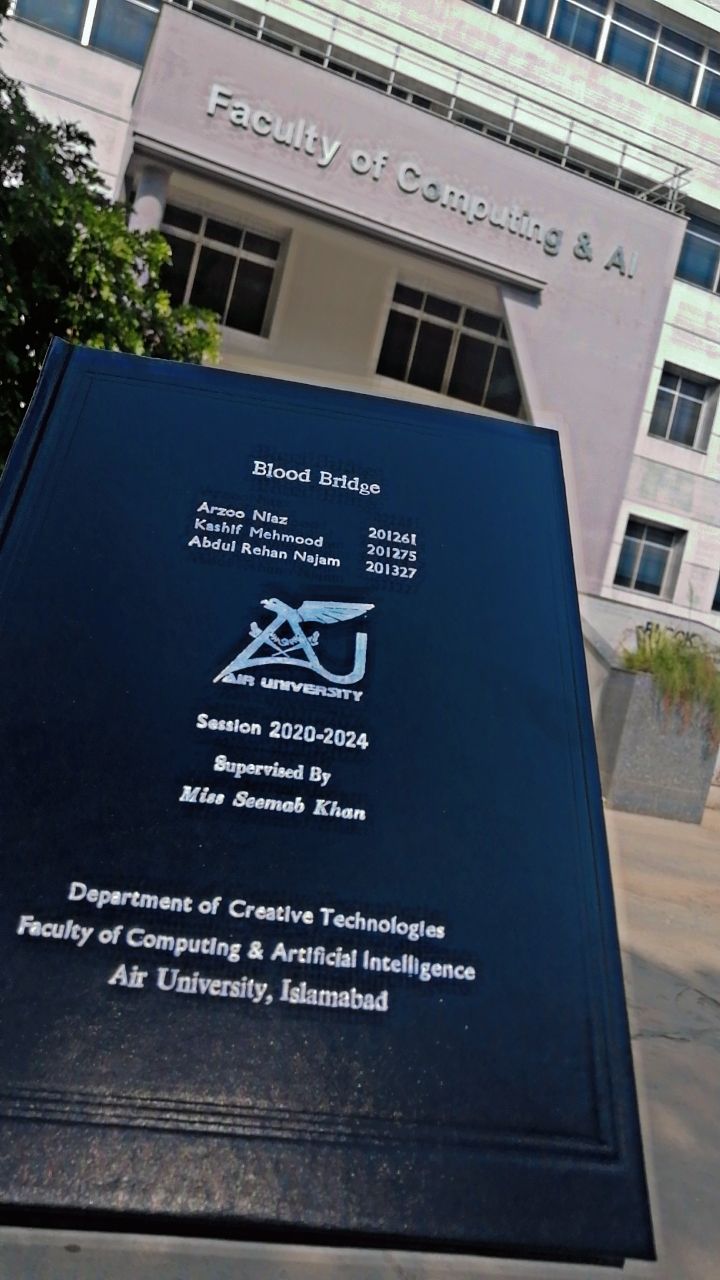 Faculty of Computing & AI
Blood Bridge
Arzoo Niaz 201261
Kashif Mehmood 201275
Abdul Rehan Najam 201327
AU
AIR UNIVERSITY
Session 2020-2024
Supervised By
Miss Seemab Khan
Department of Creative Technologies
Faculty of Computing & Artificial Intelligence
Air University, Islamabad